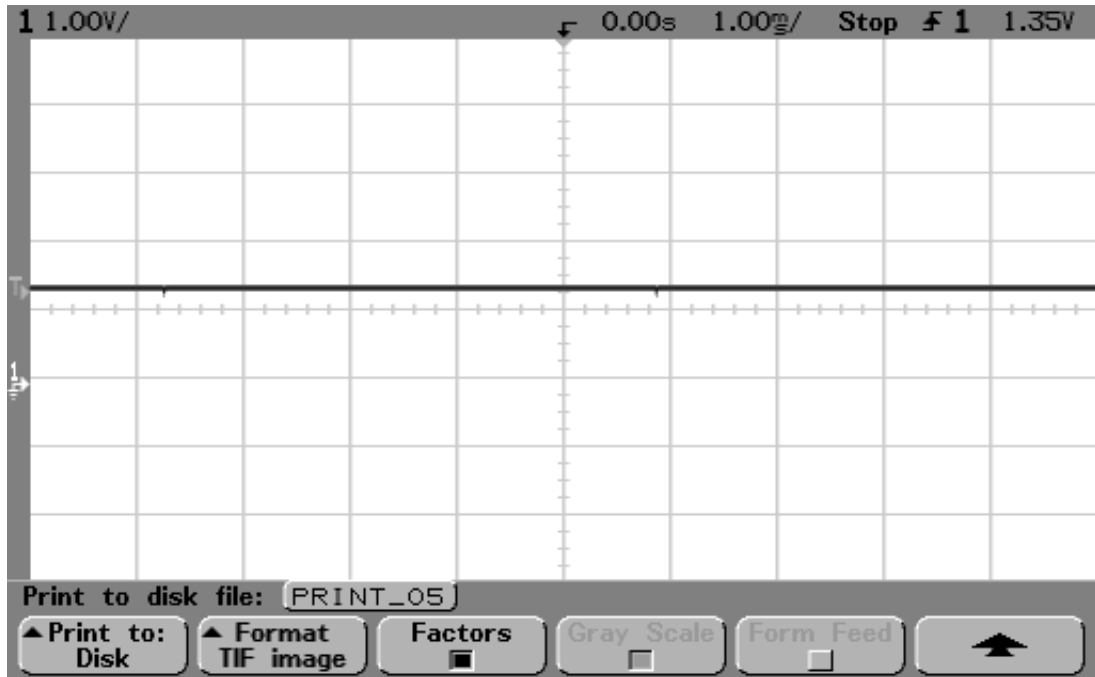 1 1.00V/ 0.00s 1.00ms/ Stop 1 1.35V
T
1
Print to disk file: PRINT_05
Print to: Disk Format TIF image Factors Gray Scale Form Feed